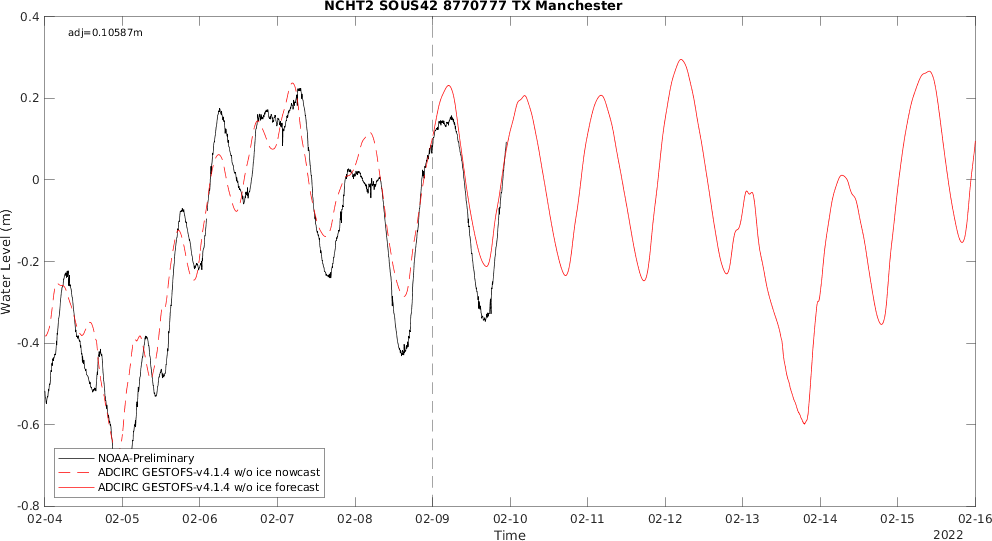 NCHT2 SOUS42 8770777 TX Manchester
adj=0.10587m
0.4
0.2
0
-0.2
-0.4
-0.6
-0.8
Water Level (m)
NOAA-Preliminary
ADCIRC GESTOFS-v4.1.4 w/o ice nowcast
ADCIRC GESTOFS-v4.1.4 w/o ice forecast
02-04 02-05 02-06 02-07 02-08 02-09 02-10 02-11 02-12 02-13 02-14 02-15 02-16
Time
2022